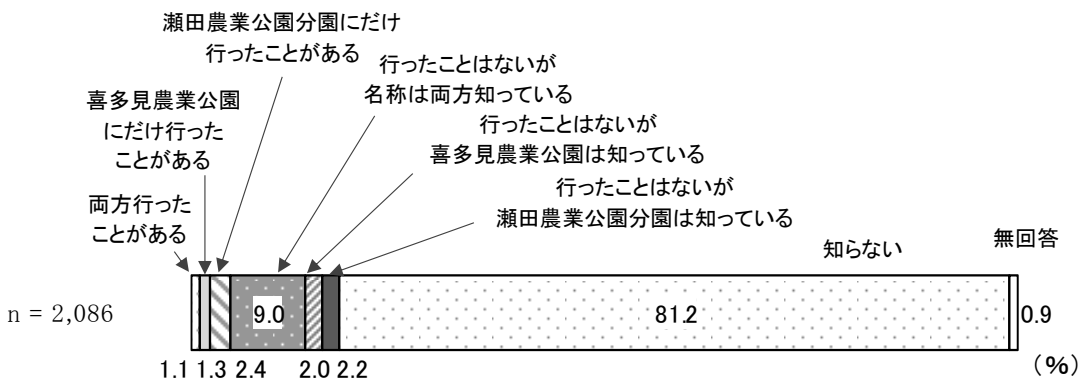 瀬田農業公園分園にだけ
行ったことがある
行ったことはないが
名称は両方知っている
喜多見農業公園
にだけ行った
ことがある
行ったことはないが
喜多見農業公園は知っている
行ったことはないが
瀬田農業公園分園は知っている
両方行った
ことがある
知らない
無回答
n = 2,086
9.0
81.2
0.9
1.1 1.3 2.4 2.0 2.2
(%)